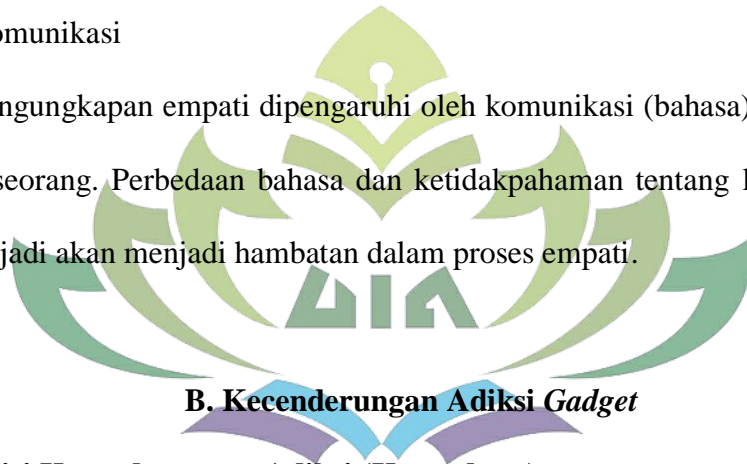 omunikasi
ngungkapan empati dipengaruhi oleh komunikasi (bahasa)
seorang. Perbedaan bahasa dan ketidakpahaman tentang
jadi akan menjadi hambatan dalam proses empati.
UIN
B. Kecenderungan Adiksi Gadget